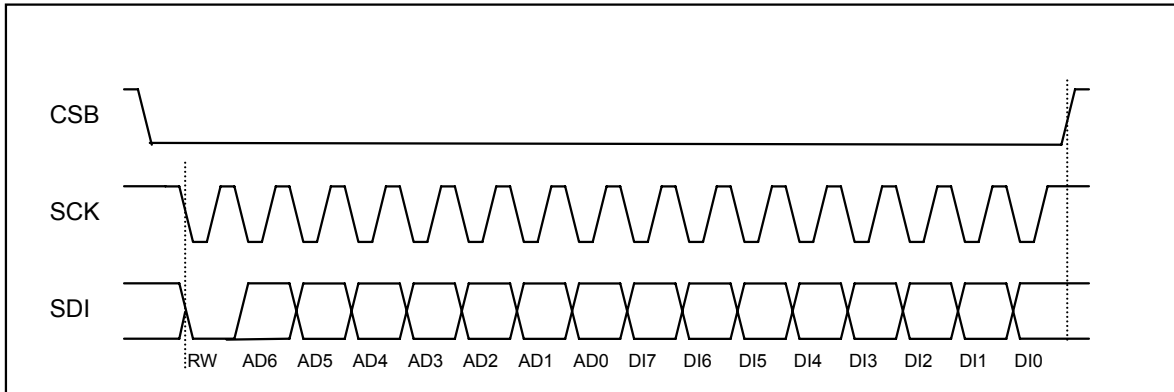 CSB
SCK
SDI
RW AD6 AD5 AD4 AD3 AD2 AD1 AD0 DI7 DI6 DI5 DI4 DI3 DI2 DI1 DI0